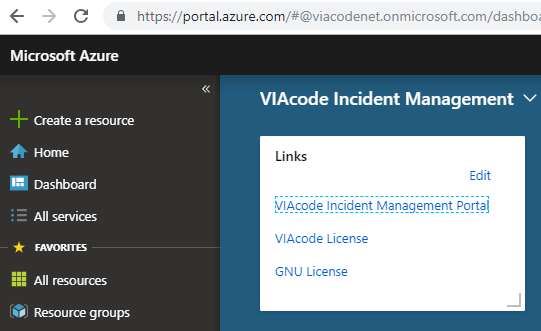 https://portal.azure.com/#@viacodenet.onmicrosoft.com/dashboa
Microsoft Azure
«
Create a resource
Home
Dashboard
All services
FAVORITES
All resources
Resource groups
VIAcode Incident Management
Links
Edit
VIAcode Incident Management Portal
VIAcode License
GNU License